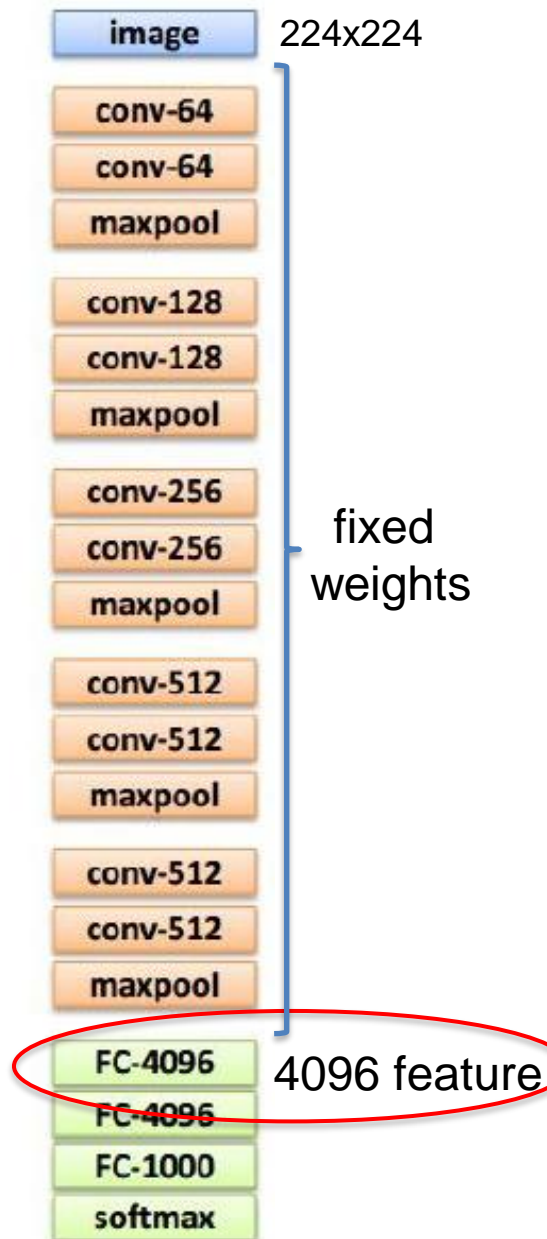 image 224x224
conv-64
conv-64
maxpool
conv-128
conv-128
maxpool
conv-256
conv-256
maxpool
fixed
weights
conv-512
conv-512
maxpool
conv-512
conv-512
maxpool
FC-4096 4096 feature
FC-4096
FC-1000
softmax